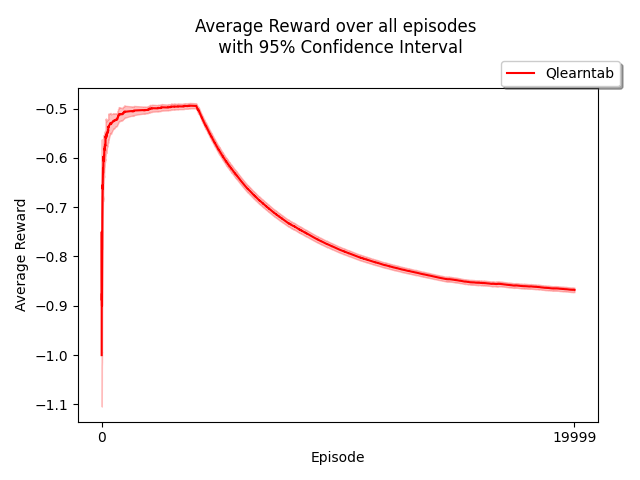 Average Reward over all episodes
with 95% Confidence Interval
Qlearntab
−0.5
−0.6
−0.7
−0.8
−0.9
−1.0
−1.1
Average Reward
0
19999
Episode